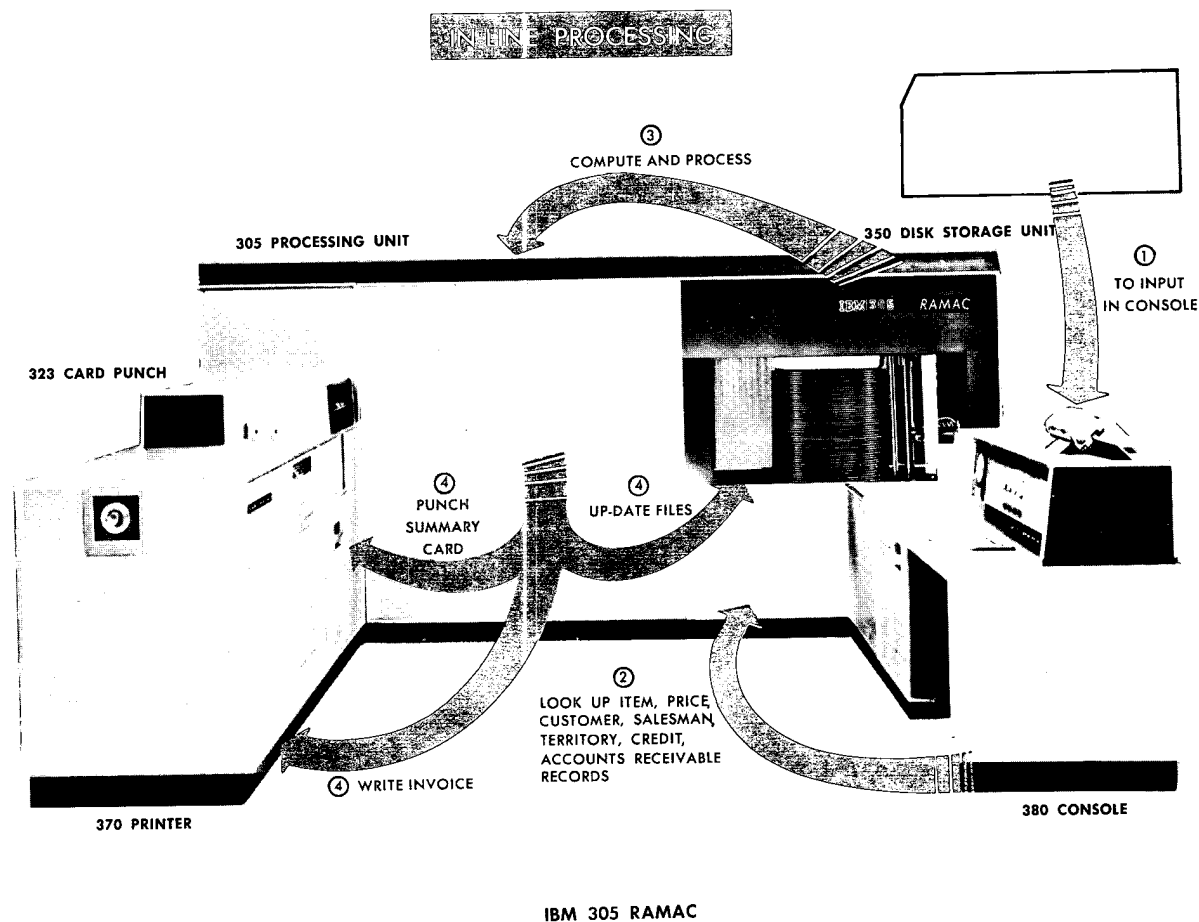 IN-LINE PROCESSING
③
COMPUTE AND PROCESS
305 PROCESSING UNIT
350 DISK STORAGE UNIT
①
TO INPUT
IN CONSOLE
IBM 305 RAMAC
323 CARD PUNCH
④
PUNCH
SUMMARY
CARD
④
UP-DATE FILES
②
LOOK UP ITEM, PRICE,
CUSTOMER, SALESMAN,
TERRITORY, CREDIT,
ACCOUNTS RECEIVABLE
RECORDS
④ WRITE INVOICE
370 PRINTER
380 CONSOLE
IBM 305 RAMAC